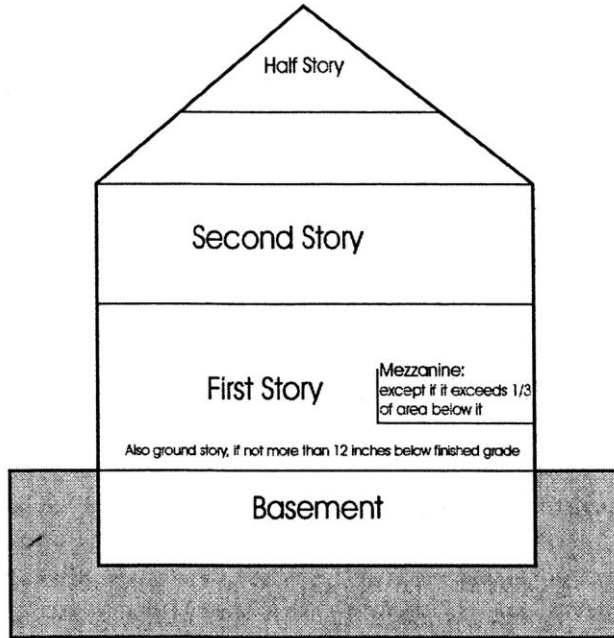 Half Story
Second Story
Mezzanine:
except if it exceeds 1/3
of area below it
First Story
Also ground story, if not more than 12 inches below finished grade
Basement